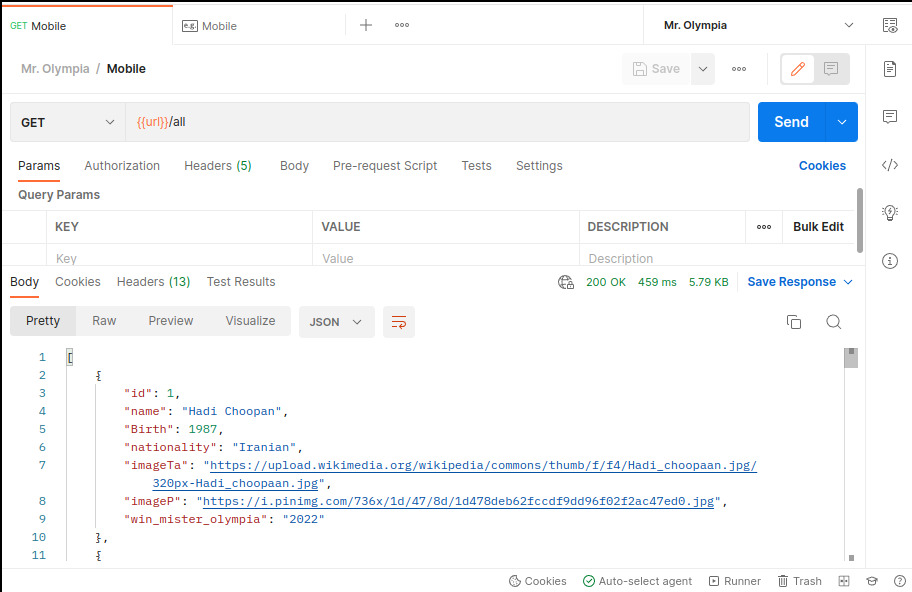 GET Mobile
e.g. Mobile
Mr. Olympia
Mr. Olympia / Mobile
Save
GET
{{url}}/all
Send
Params Authorization Headers (5) Body Pre-request Script Tests Settings Cookies
Query Params
KEY VALUE DESCRIPTION Bulk Edit
Key Value Description
Body Cookies Headers (13) Test Results 200 OK 459 ms 5.79 KB Save Response
Pretty Raw Preview Visualize JSON
1 [
2 {
3 "id": 1,
4 "name": "Hadi Choopan",
5 "Birth": 1987,
6 "nationality": "Iranian",
7 "imageTa": "https://upload.wikimedia.org/wikipedia/commons/thumb/f/f4/Hadi_choopaan.jpg/
320px-Hadi_choopaan.jpg",
8 "imageP": "https://i.pinimg.com/736x/1d/47/8d/1d478deb62fccdf9dd96f02f2ac47ed0.jpg",
9 "win_mister_olympia": "2022"
10 },
11 {
Cookies Auto-select agent Runner Trash